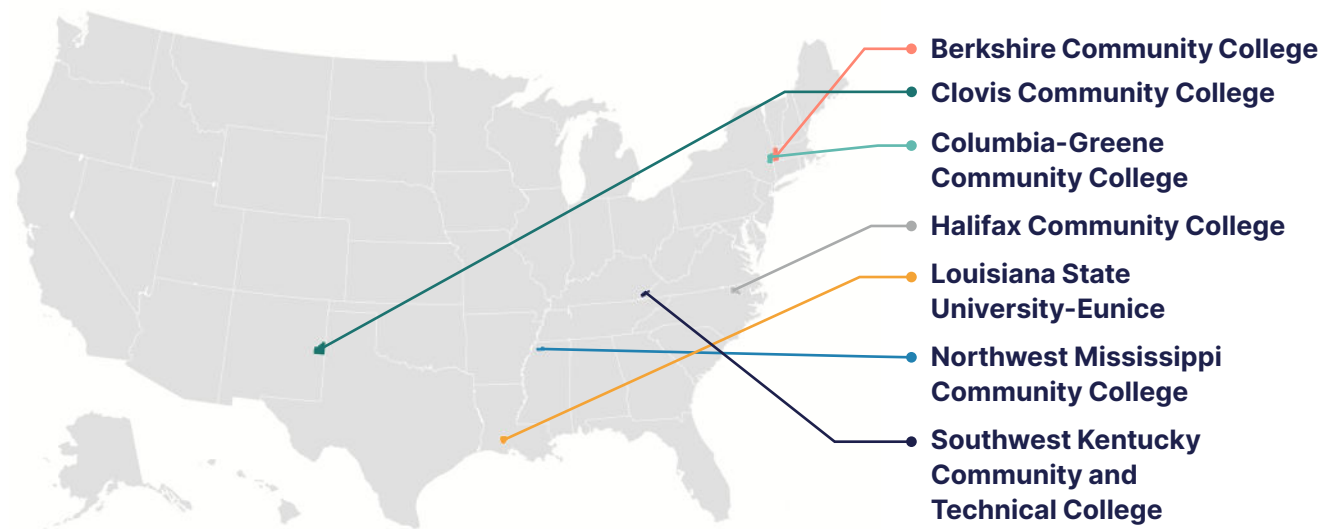 Berkshire Community College
Clovis Community College
Columbia-Greene
Community College
Halifax Community College
Louisiana State
University-Eunice
Northwest Mississippi
Community College
Southwest Kentucky
Community and
Technical College